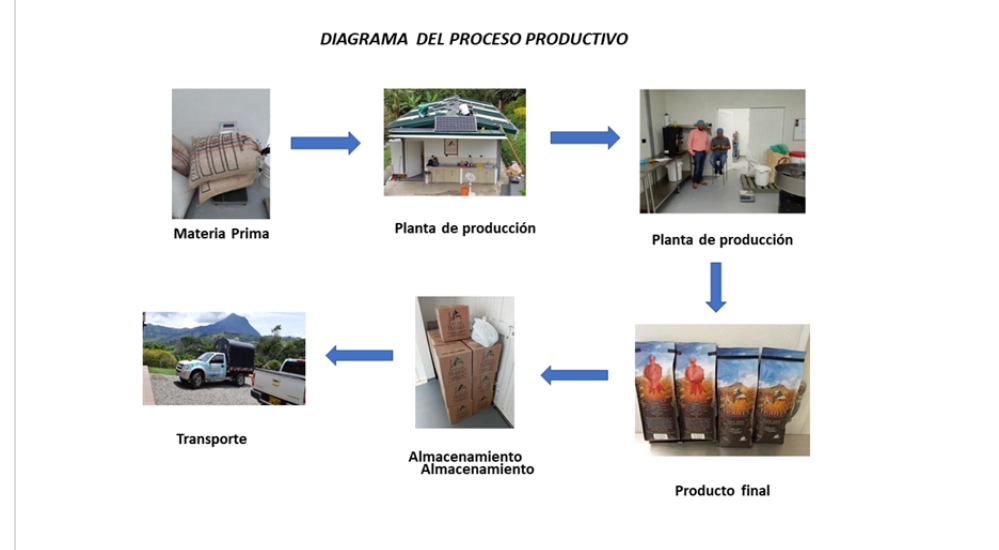 DIAGRAMA DEL PROCESO PRODUCTIVO
Materia Prima
Planta de producción
Planta de producción
Transporte
Almacenamiento
Almacenamiento
Producto final